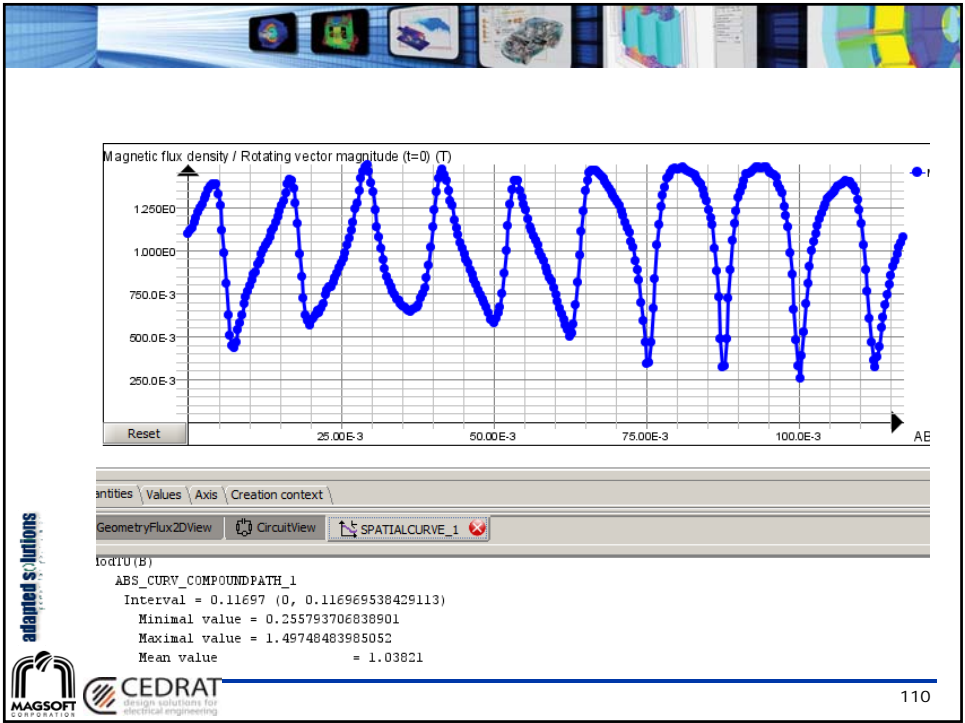 Magnetic flux density / Rotating vector magnitude (t=0) (T)
1250E0
1.000E0
750.0E-3
500.0E-3
250.0E-3
Reset
25.00E-3
50.00E-3
75.00E-3
100.0E-3
AB
antities
Values
Axis
Creation context
GeometryFlux2DView
CircuitView
SPATIALCURVE_1
ModT0(B)
ABS_CURV_COMPOUNDPATH_1
Interval = 0.11697 (0, 0.116969538429113)
Minimal value = 0.255793706838901
Maximal value = 1.49748483985052
Mean value = 1.03821
adapted solutions
MAGSOFT
CORPORATION
CEDRAT
design solutions for
electrical engineering
110